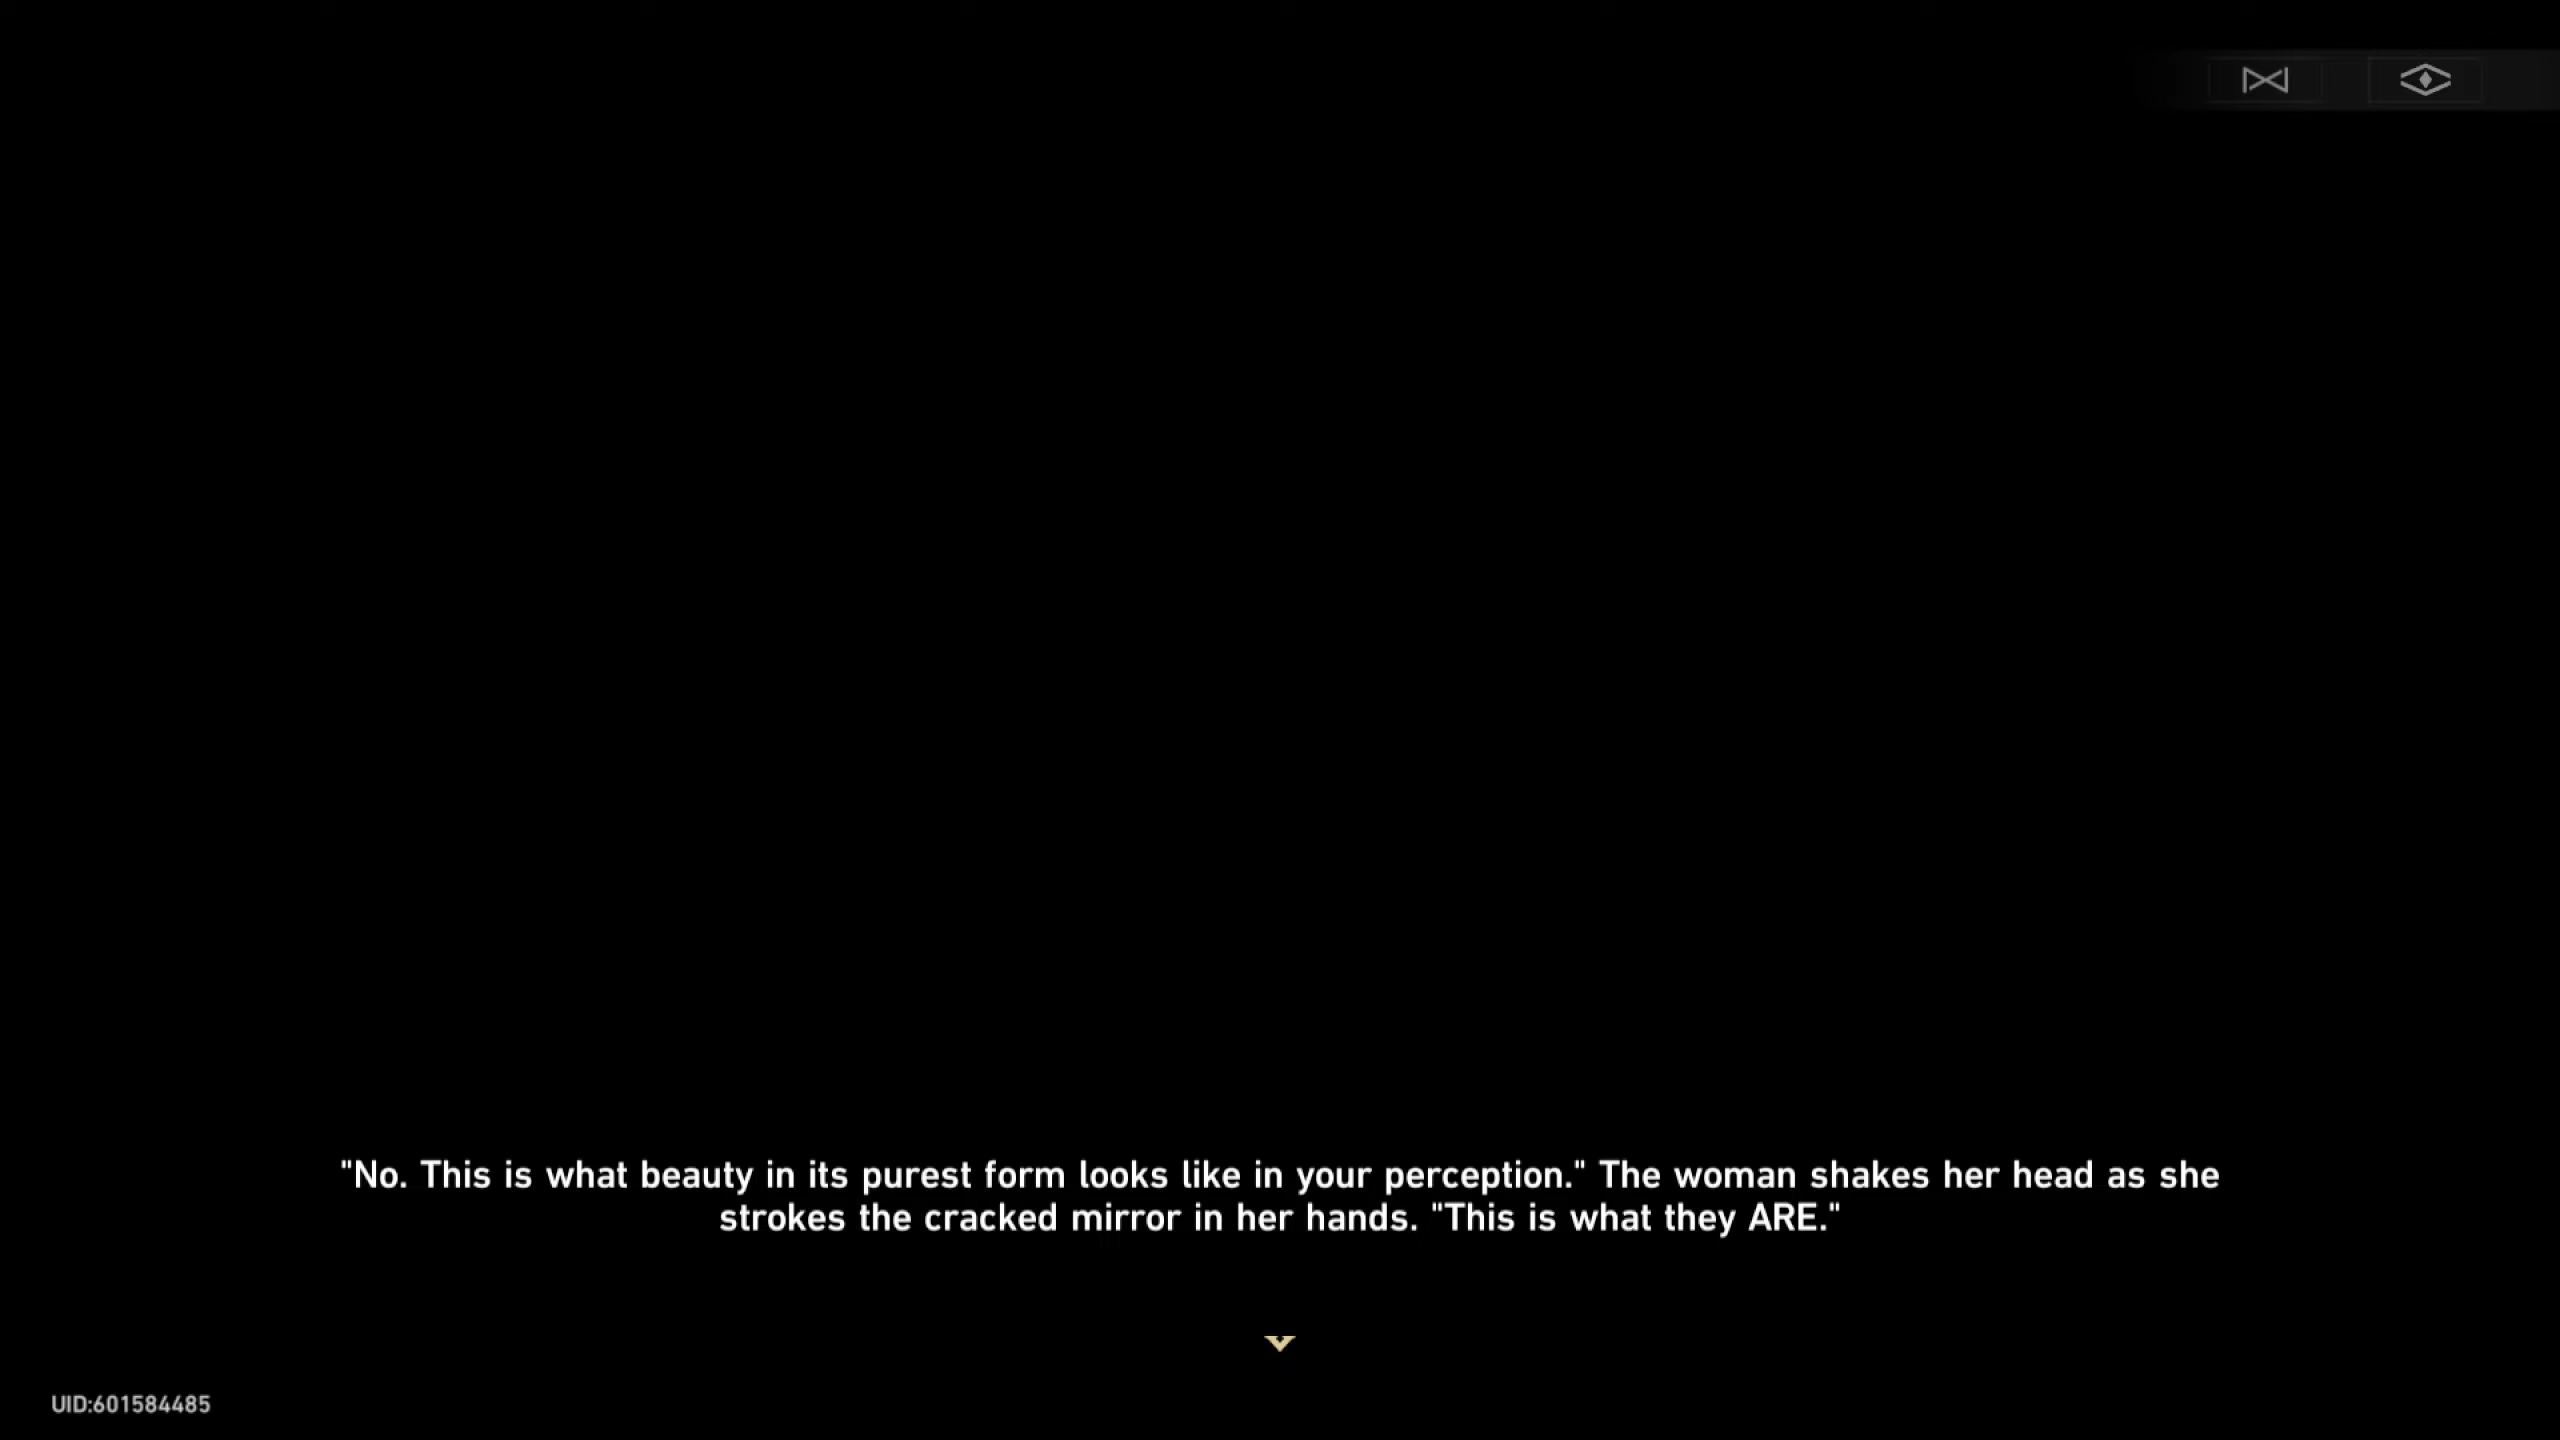 "No. This is what beauty in its purest form looks like in your perception." The woman shakes her head as she
strokes the cracked mirror in her hands. "This is what they ARE."
UID:601584485